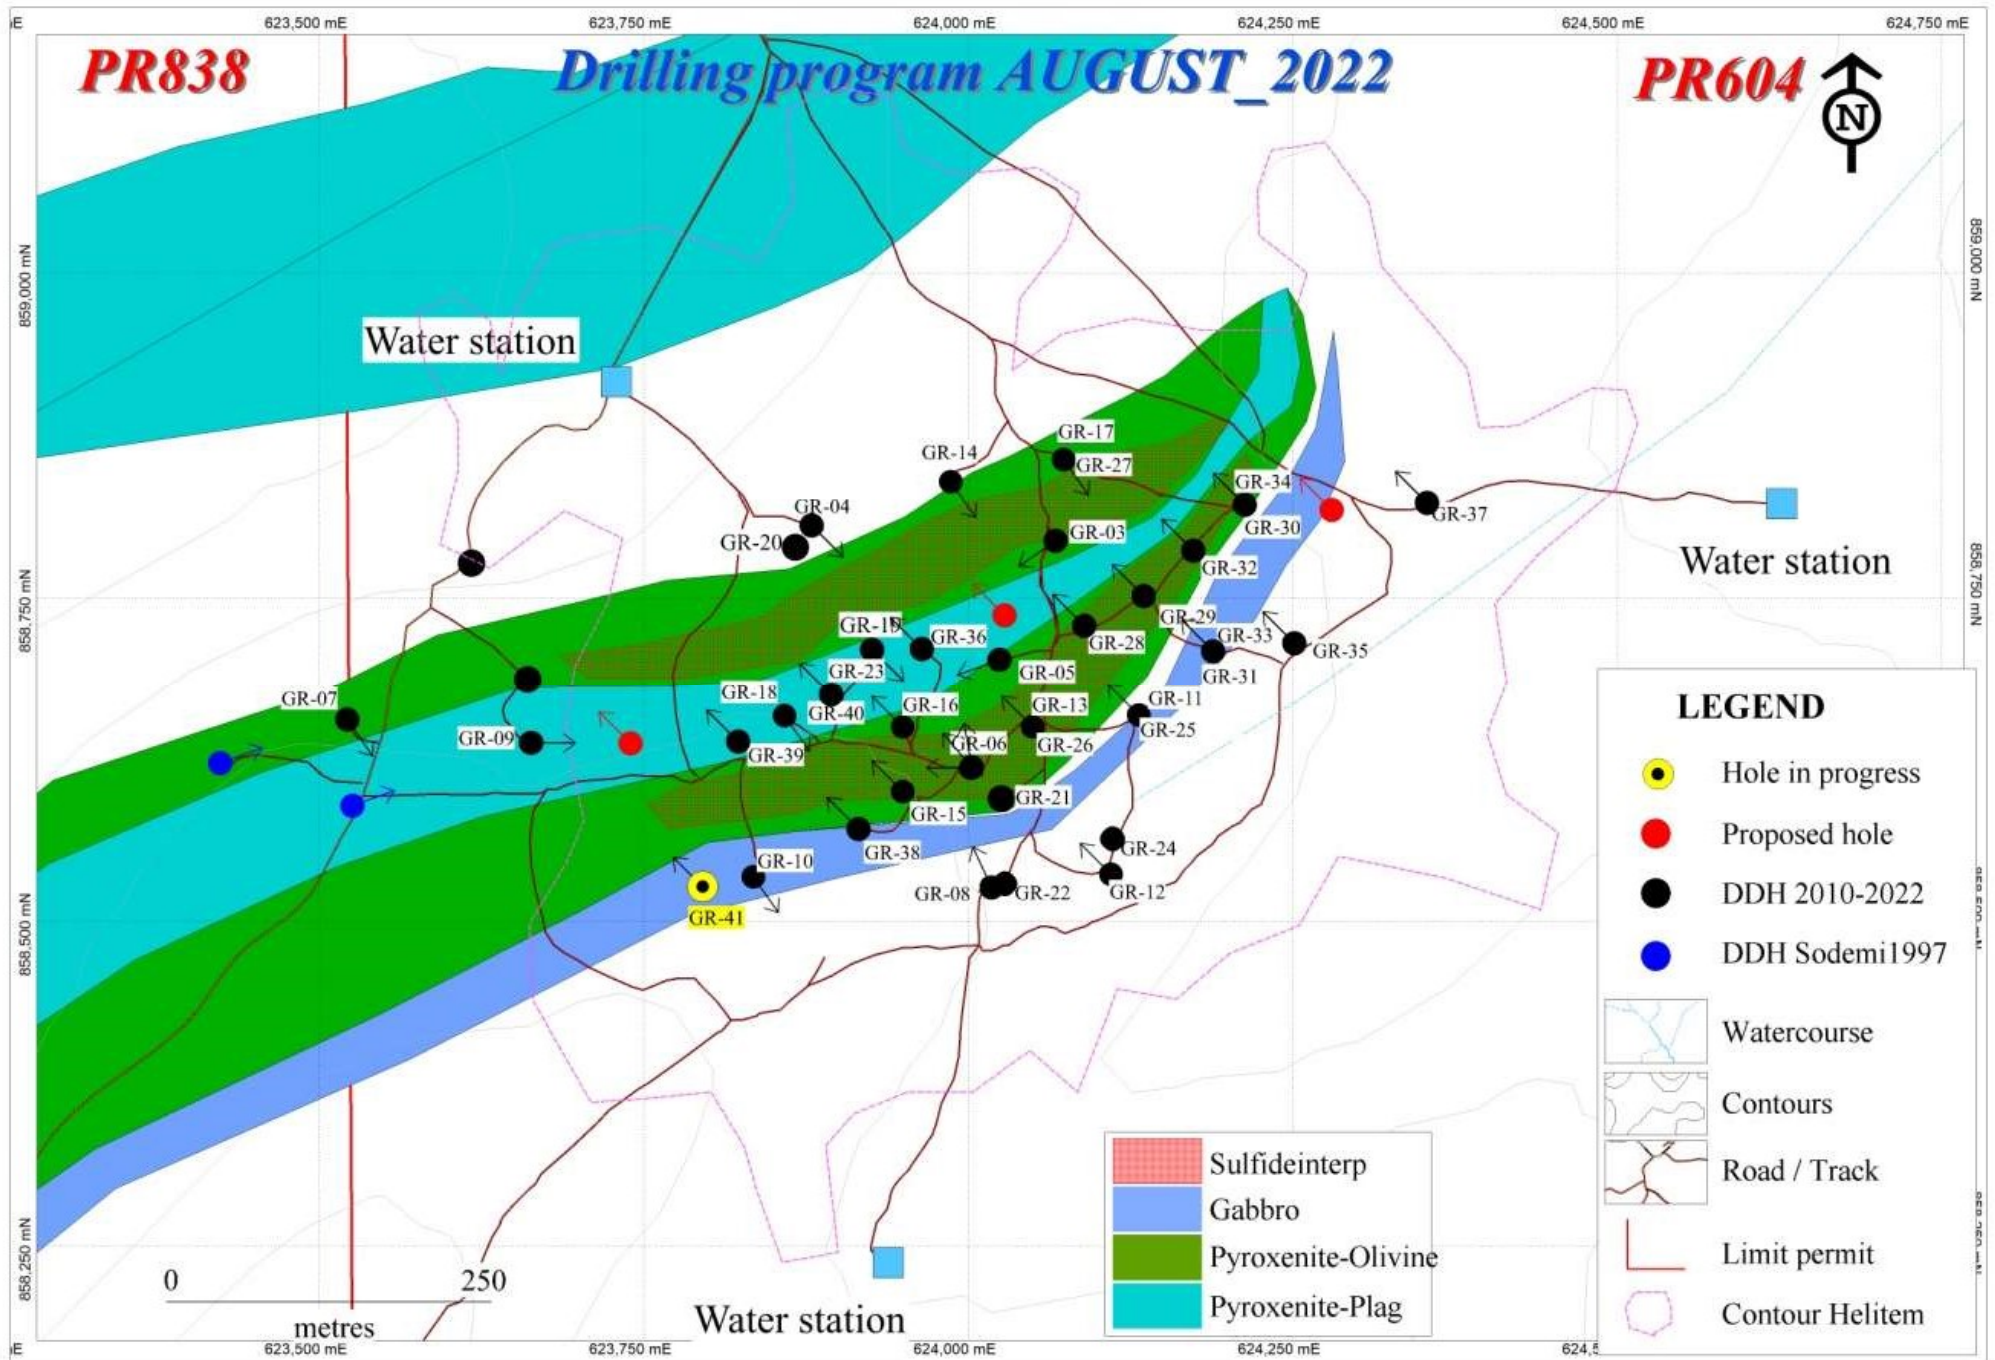 623,500 mE
623,750 mE
624,000 mE
624,250 mE
624,500 mE
624,750 mE
PR838
Drilling program AUGUST_2022
PR604
N
859,000 mN
859,000 mN
Water station
GR-17
GR-14
GR-27
GR-34
GR-04
GR-37
GR-30
GR-03
GR-20
Water station
GR-32
858,750 mN
858,750 mN
GR-29
GR-36
GR-33
GR-28
GR-35
GR-23
GR-05
GR-31
GR-07
GR-18
GR-16
GR-13
GR-11
GR-40
GR-25
GR-09
GR-06
GR-26
GR-39
GR-21
GR-15
GR-38
GR-24
GR-10
GR-08
GR-22
GR-12
GR-41
858,500 mN
LEGEND
Hole in progress
Proposed hole
DDH 2010-2022
DDH Sodemi1997
Watercourse
Contours
Road / Track
Limit permit
Contour Helitem
Sulfideinterp
Gabbro
Pyroxenite-Olivine
Pyroxenite-Plag
858,250 mN
0 250
metres
Water station
623,500 mE
623,750 mE
624,000 mE
624,250 mE